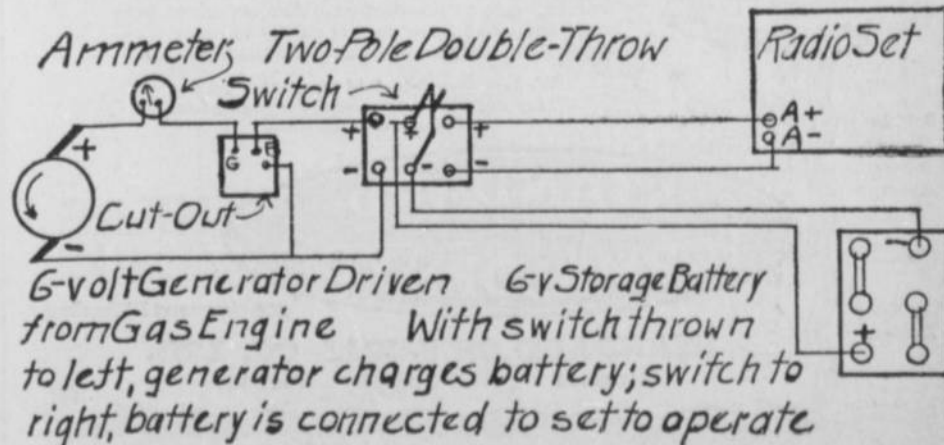 Ammeter, Two-Pole Double-Throw
Switch
Radio Set
A+
A-
+
+
+
-
-
-
+
G
B
Cut-Out
-
-
+
6-volt Generator Driven
from Gas Engine
6-v Storage Battery
With switch thrown
to left, generator charges battery; switch to
right, battery is connected to set to operate